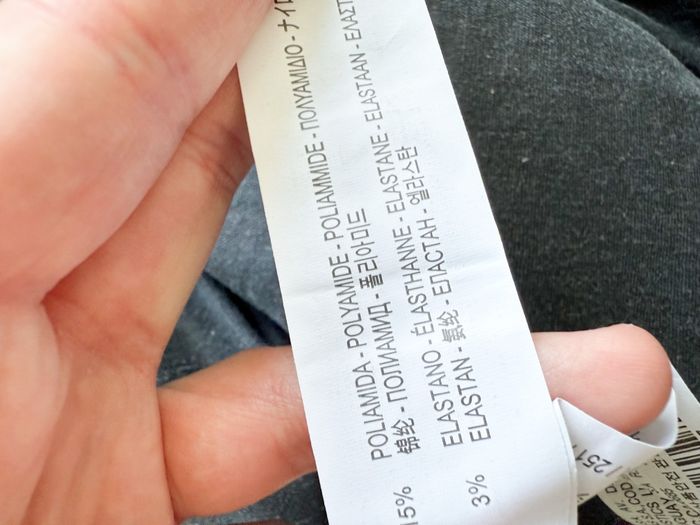 15% POLIAMIDA - POLYAMIDE - POLIAMMIDE - ΠΟΛΥΑΜΙΔΙΟ -
锦纶 - ПОЛИАМИД - 폴리아미드
3% ELASTANO - ÉLASTHANNE - ELASTANE - ELASTAAN -
ELASTAN - 氨纶 - ЕЛАСТАН - 엘라스탄